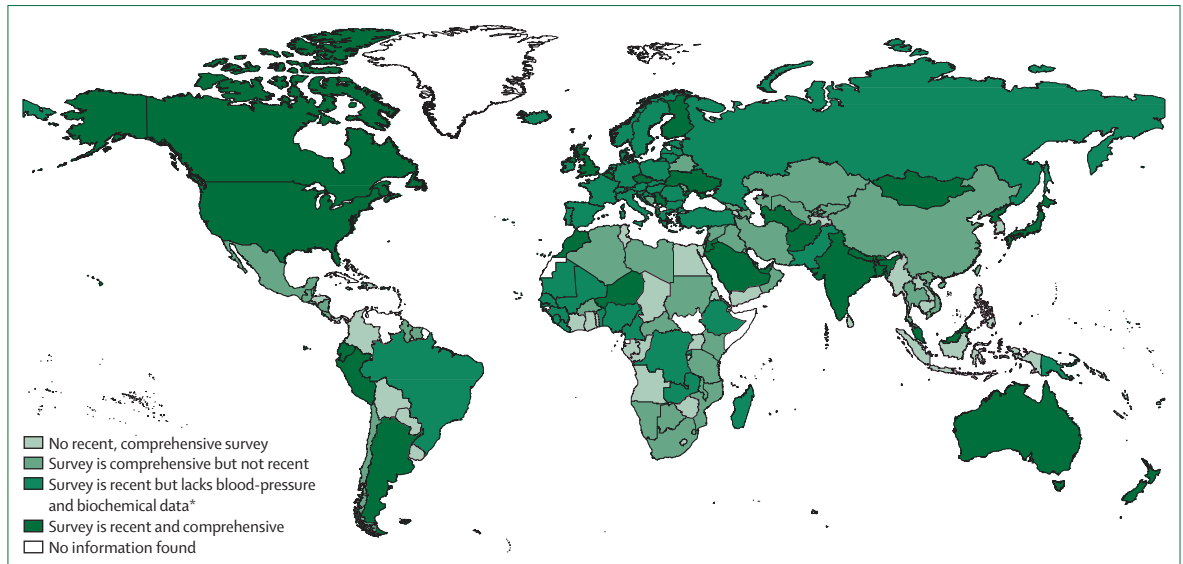 No recent, comprehensive survey
Survey is comprehensive but not recent
Survey is recent but lacks blood-pressure
and biochemical data*
Survey is recent and comprehensive
No information found